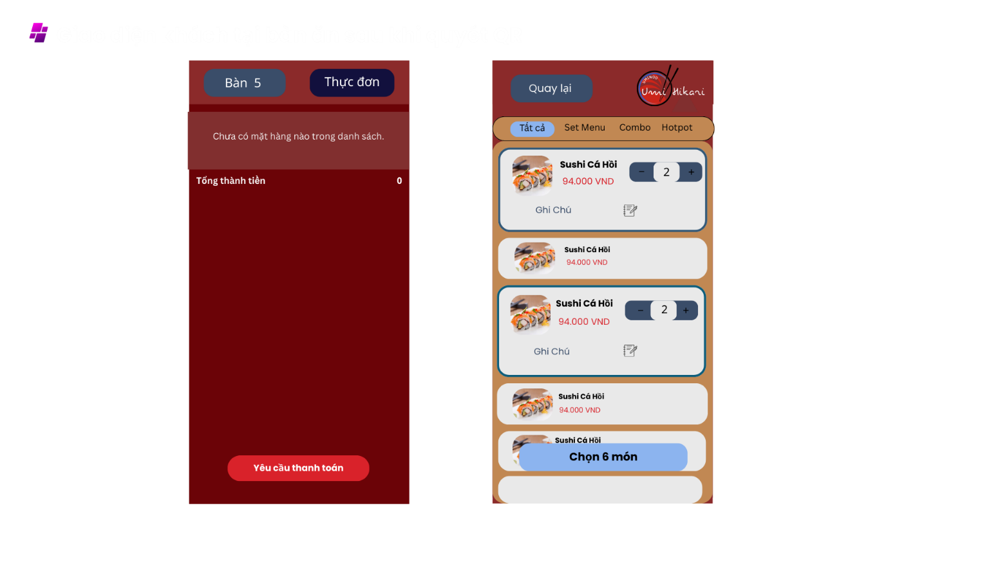 Bàn 5
Thực đơn
Chưa có mặt hàng nào trong danh sách.
Tổng thành tiền 0
Yêu cầu thanh toán
Quay lại
UMINDO
Umi Hikari
Tất cả Set Menu Combo Hotpot
Sushi Cá Hồi
94.000 VND
− 2 +
Ghi Chú
Sushi Cá Hồi
94.000 VND
Sushi Cá Hồi
94.000 VND
− 2 +
Ghi Chú
Sushi Cá Hồi
94.000 VND
Sushi Cá Hồi
Chọn 6 món